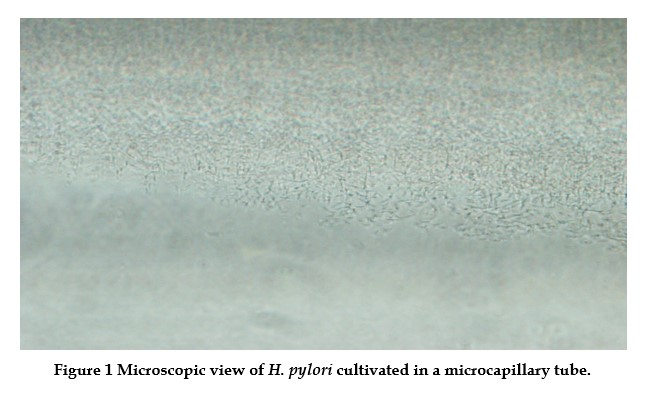 Figure 1 Microscopic view of H. pylori cultivated in a microcapillary tube.